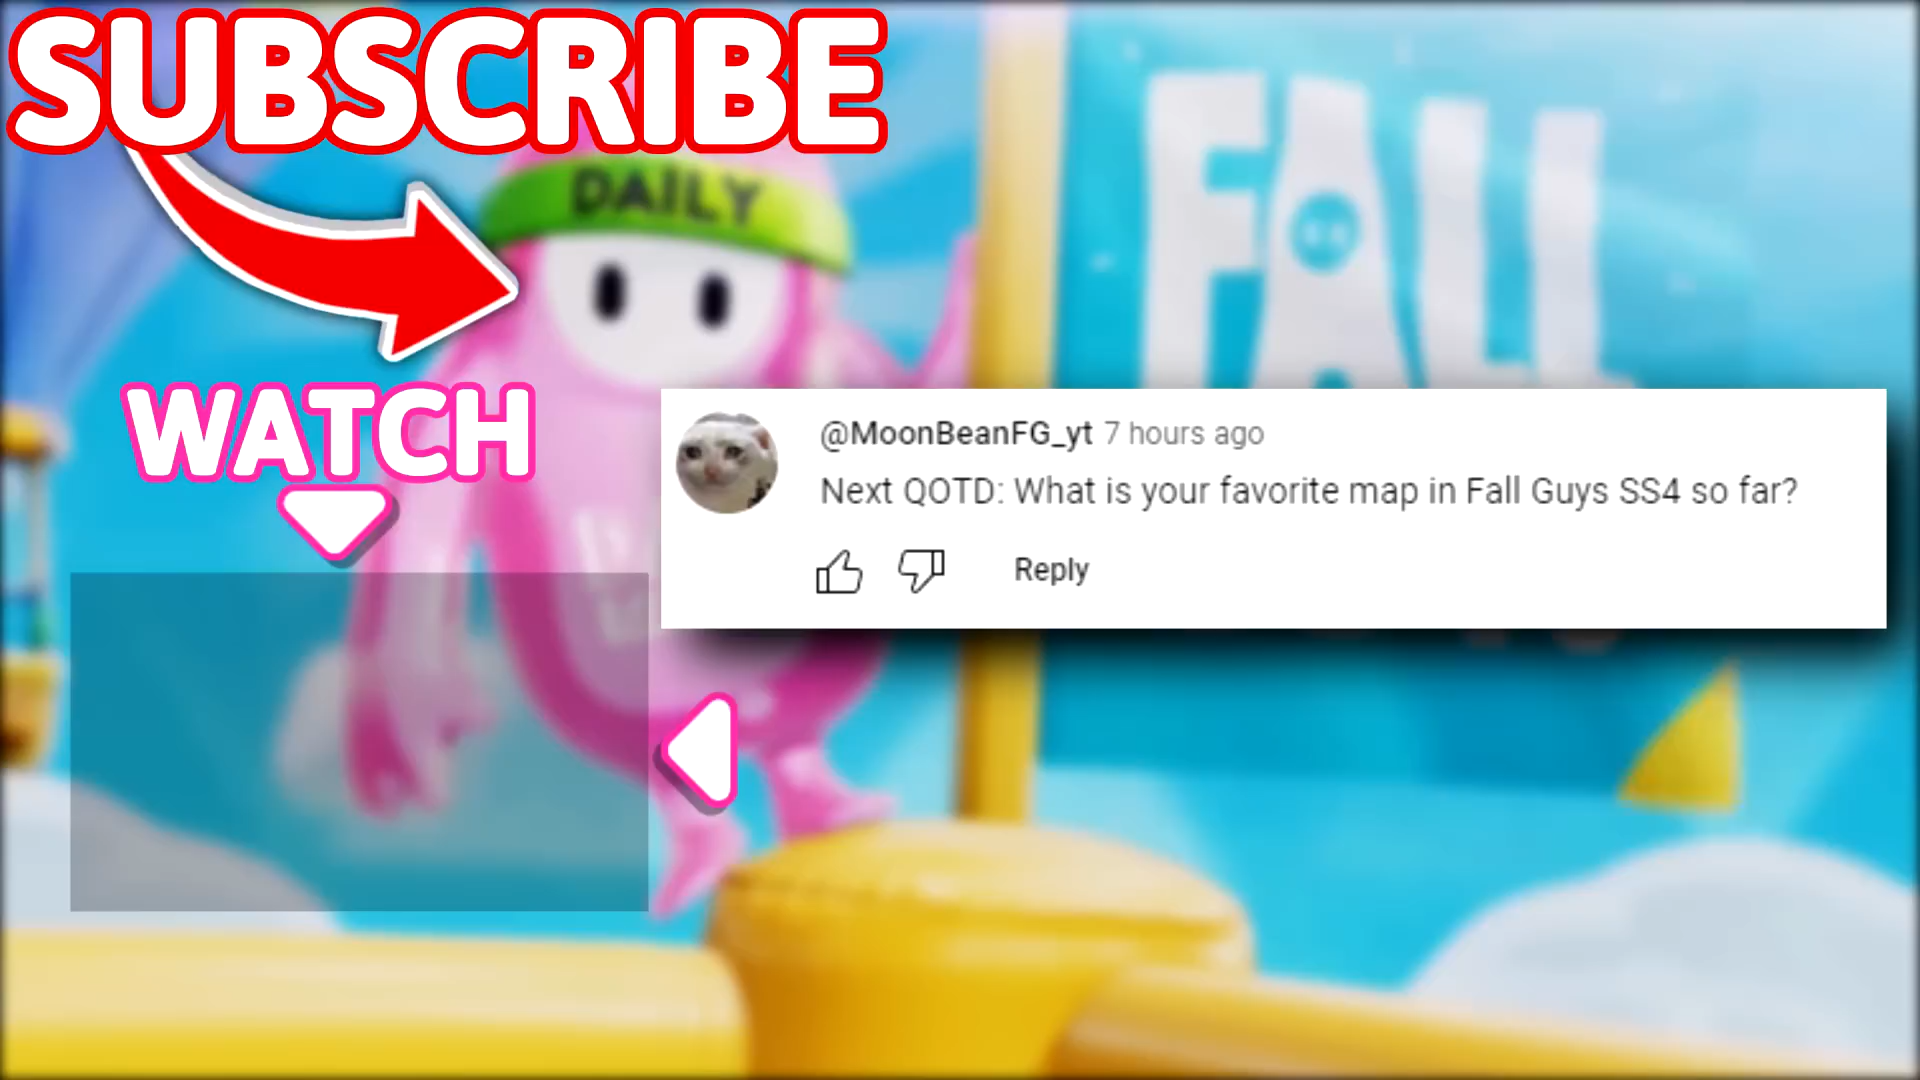 SUBSCRIBE
DAILY
FALL
WATCH
@MoonBeanFG_yt 7 hours ago
Next QOTD: What is your favorite map in Fall Guys SS4 so far?
Reply